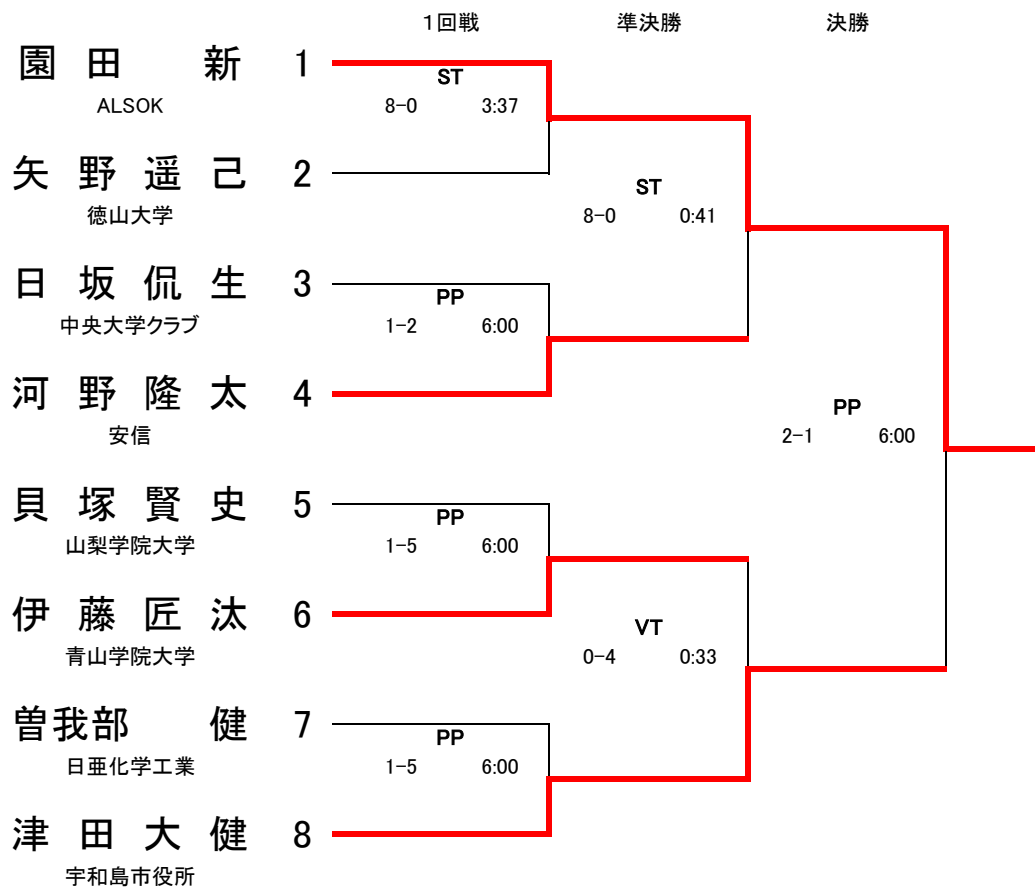 1回戦 準決勝 決勝
園田 新 1
ALSOK
ST
8-0 3:37
矢野遥己 2
徳山大学
ST
8-0 0:41
日坂侃生 3
中央大学クラブ
PP
1-2 6:00
河野隆太 4
安信
PP
2-1 6:00
貝塚賢史 5
山梨学院大学
PP
1-5 6:00
伊藤匠汰 6
青山学院大学
VT
0-4 0:33
曽我部 健 7
日亜化学工業
PP
1-5 6:00
津田大健 8
宇和島市役所